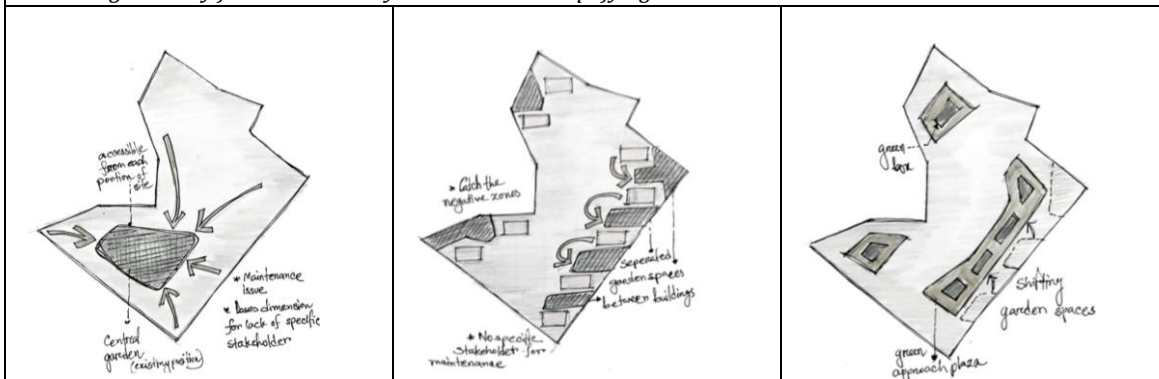 accessible
from each
portion of
site
* Maintenance
issue
* loses dimension
for lack of specific
stakeholder
Central
garden
(existing position)
* Catch the
negative zones
Seperated
garden spaces
between buildings
* No specific
stakeholder for
maintenance
green
Shifting
garden spaces
green
approach plaza